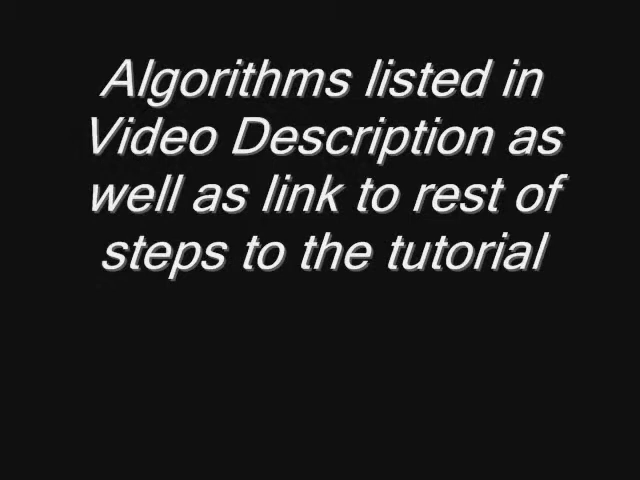 Algorithms listed in
Video Description as
well as link to rest of
steps to the tutorial